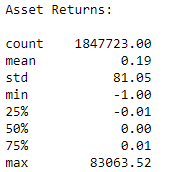 Asset Returns:
count 1847723.00
mean 0.19
std 81.05
min -1.00
25% -0.01
50% 0.00
75% 0.01
max 83063.52